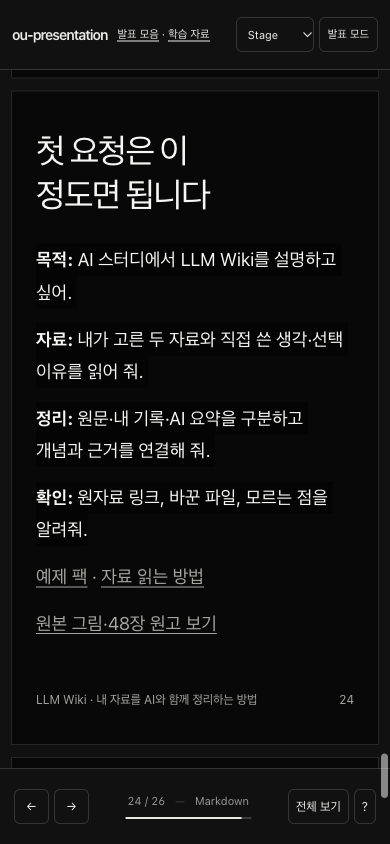 ou-presentation 발표 모음 · 학습 자료 Stage 발표 모드
첫 요청은 이
정도면 됩니다
목적: AI 스터디에서 LLM Wiki를 설명하고
싶어.
자료: 내가 고른 두 자료와 직접 쓴 생각·선택
이유를 읽어 줘.
정리: 원문·내 기록·AI 요약을 구분하고
개념과 근거를 연결해 줘.
확인: 원자료 링크, 바꾼 파일, 모르는 점을
알려줘.
예제 팩 · 자료 읽는 방법
원본 그림·48장 원고 보기
LLM Wiki · 내 자료를 AI와 함께 정리하는 방법 24
← → 24 / 26 — Markdown 전체 보기 ?